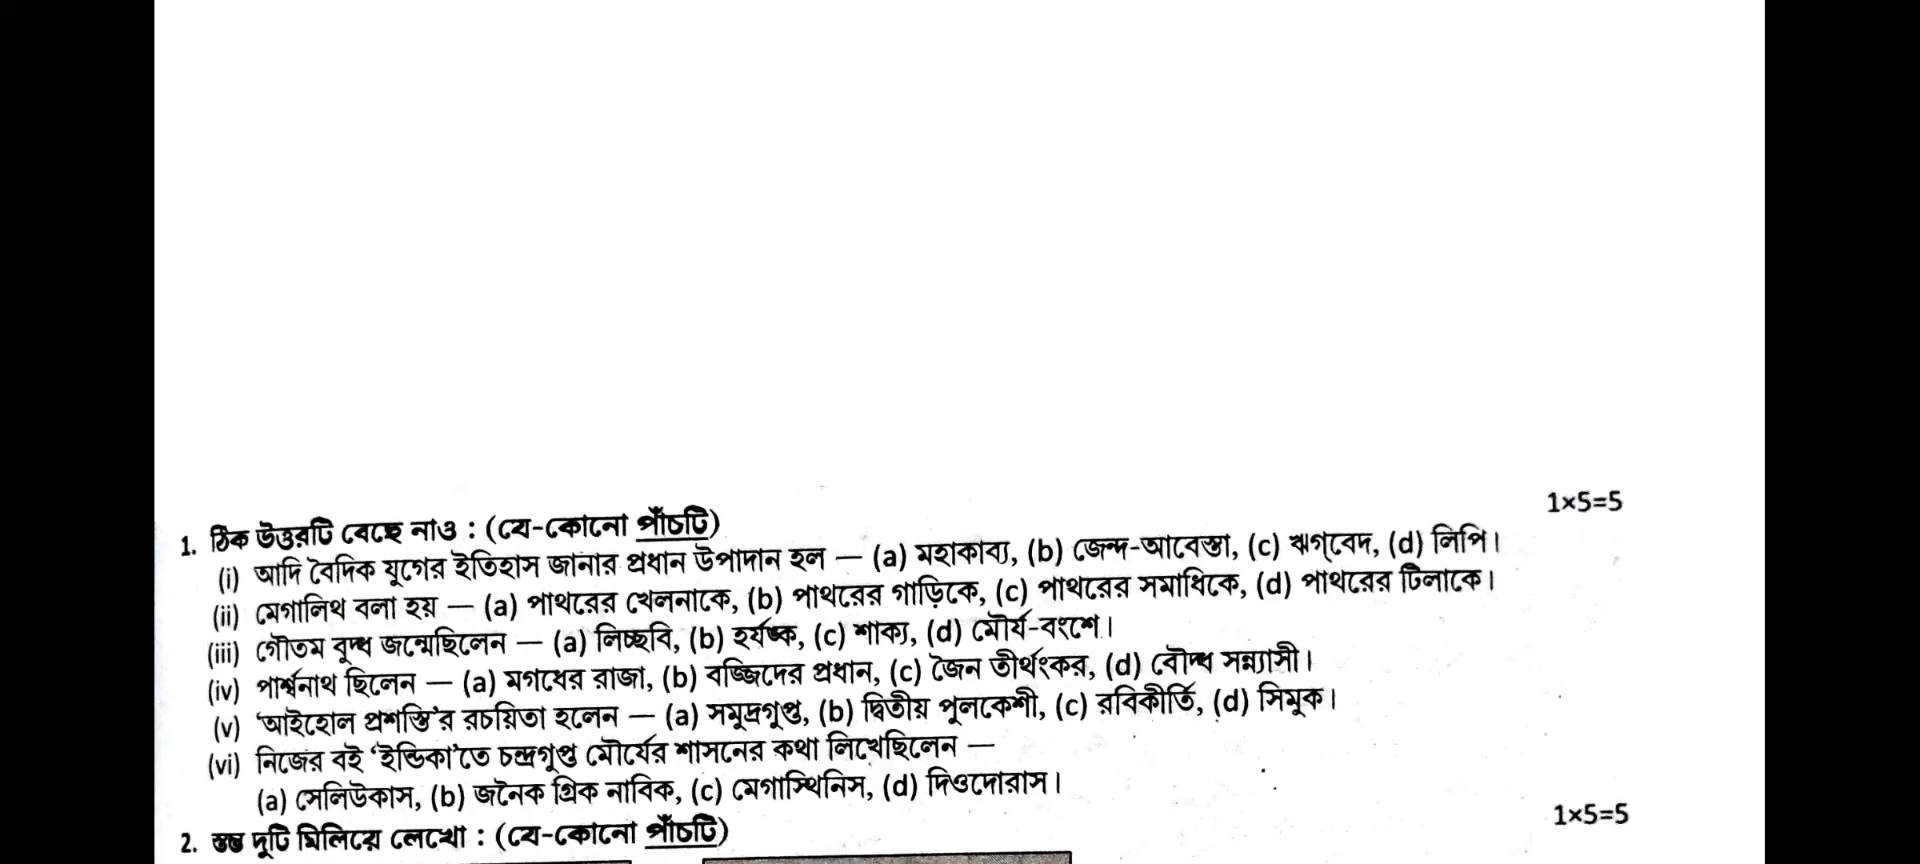 1×5=5
1. ঠিক উত্তরটি বেছে নাও : (যে-কোনো পাঁচটি)
(i) আদি বৈদিক যুগের ইতিহাস জানার প্রধান উপাদান হল — (a) মহাকাব্য, (b) জেন্দ-আবেস্তা, (c) ঋগ্‌বেদ, (d) লিপি।
(ii) মেগালিথ বলা হয় — (a) পাথরের খেলনাকে, (b) পাথরের গাড়িকে, (c) পাথরের সমাধিকে, (d) পাথরের টিলাকে।
(iii) গৌতম বুদ্ধ জন্মেছিলেন — (a) লিচ্ছবি, (b) হর্যঙ্ক, (c) শাক্য, (d) মৌর্য-বংশে।
(iv) পার্শ্বনাথ ছিলেন — (a) মগধের রাজা, (b) বজ্জিদের প্রধান, (c) জৈন তীর্থংকর, (d) বৌদ্ধ সন্ন্যাসী।
(v) ‘আইহোল প্রশস্তি’র রচয়িতা হলেন — (a) সমুদ্রগুপ্ত, (b) দ্বিতীয় পুলকেশী, (c) রবিকীর্তি, (d) সিমুক।
(vi) নিজের বই ‘ইন্ডিকা’তে চন্দ্রগুপ্ত মৌর্যের শাসনের কথা লিখেছিলেন —
(a) সেলিউকাস, (b) জনৈক গ্রিক নাবিক, (c) মেগাস্থিনিস, (d) দিওদোরাস।
1×5=5
2. স্তম্ভ দুটি মিলিয়ে লেখো : (যে-কোনো পাঁচটি)